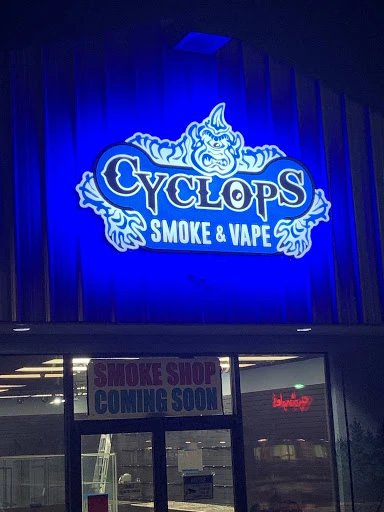 CYCLOPS
SMOKE & VAPE
SMOKE SHOP
COMING SOON